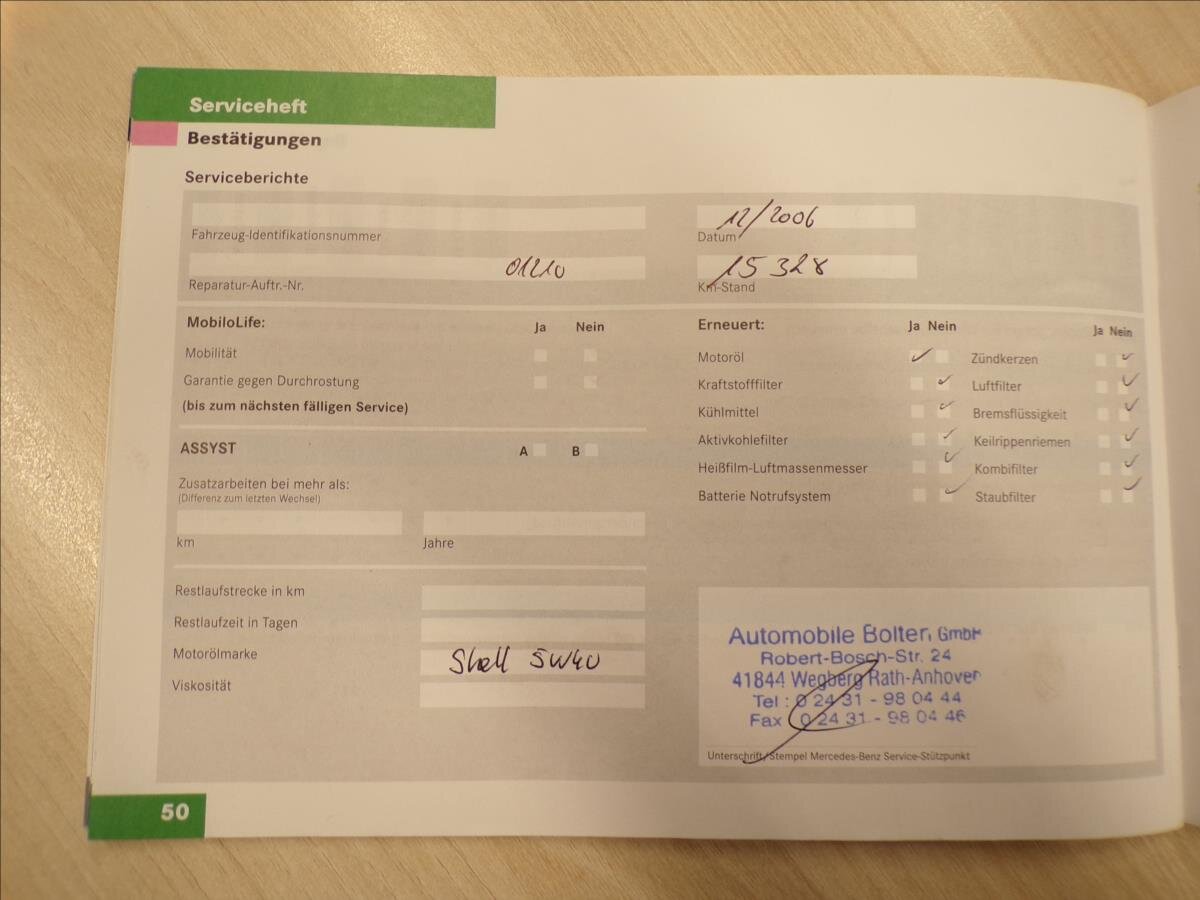 Serviceheft
Bestätigungen
Serviceberichte
12/2006
Fahrzeug-Identifikationsnummer
Datum
01210
15 328
Reparatur-Auftr.-Nr.
Km-Stand
MobiloLife:
Ja Nein
Mobilität
Garantie gegen Durchrostung
(bis zum nächsten fälligen Service)
ASSYST
A B
Zusatzarbeiten bei mehr als:
(Differenz zum letzten Wechsel)
km
Jahre
Restlaufstrecke in km
Restlaufzeit in Tagen
Motorölmarke
Shell 5W40
Viskosität
Erneuert:
Ja Nein
Ja Nein
Motoröl
Zündkerzen
Kraftstofffilter
Luftfilter
Kühlmittel
Bremsflüssigkeit
Aktivkohlefilter
Keilrippenriemen
Heißfilm-Luftmassenmesser
Kombifilter
Batterie Notrufsystem
Staubfilter
Automobile Bolten GmbH
Robert-Bosch-Str. 24
41844 Wegberg Rath-Anhoven
Tel : 0 24 31 - 98 04 44
Fax 0 24 31 - 98 04 46
Unterschrift/Stempel Mercedes-Benz Service-Stützpunkt
50